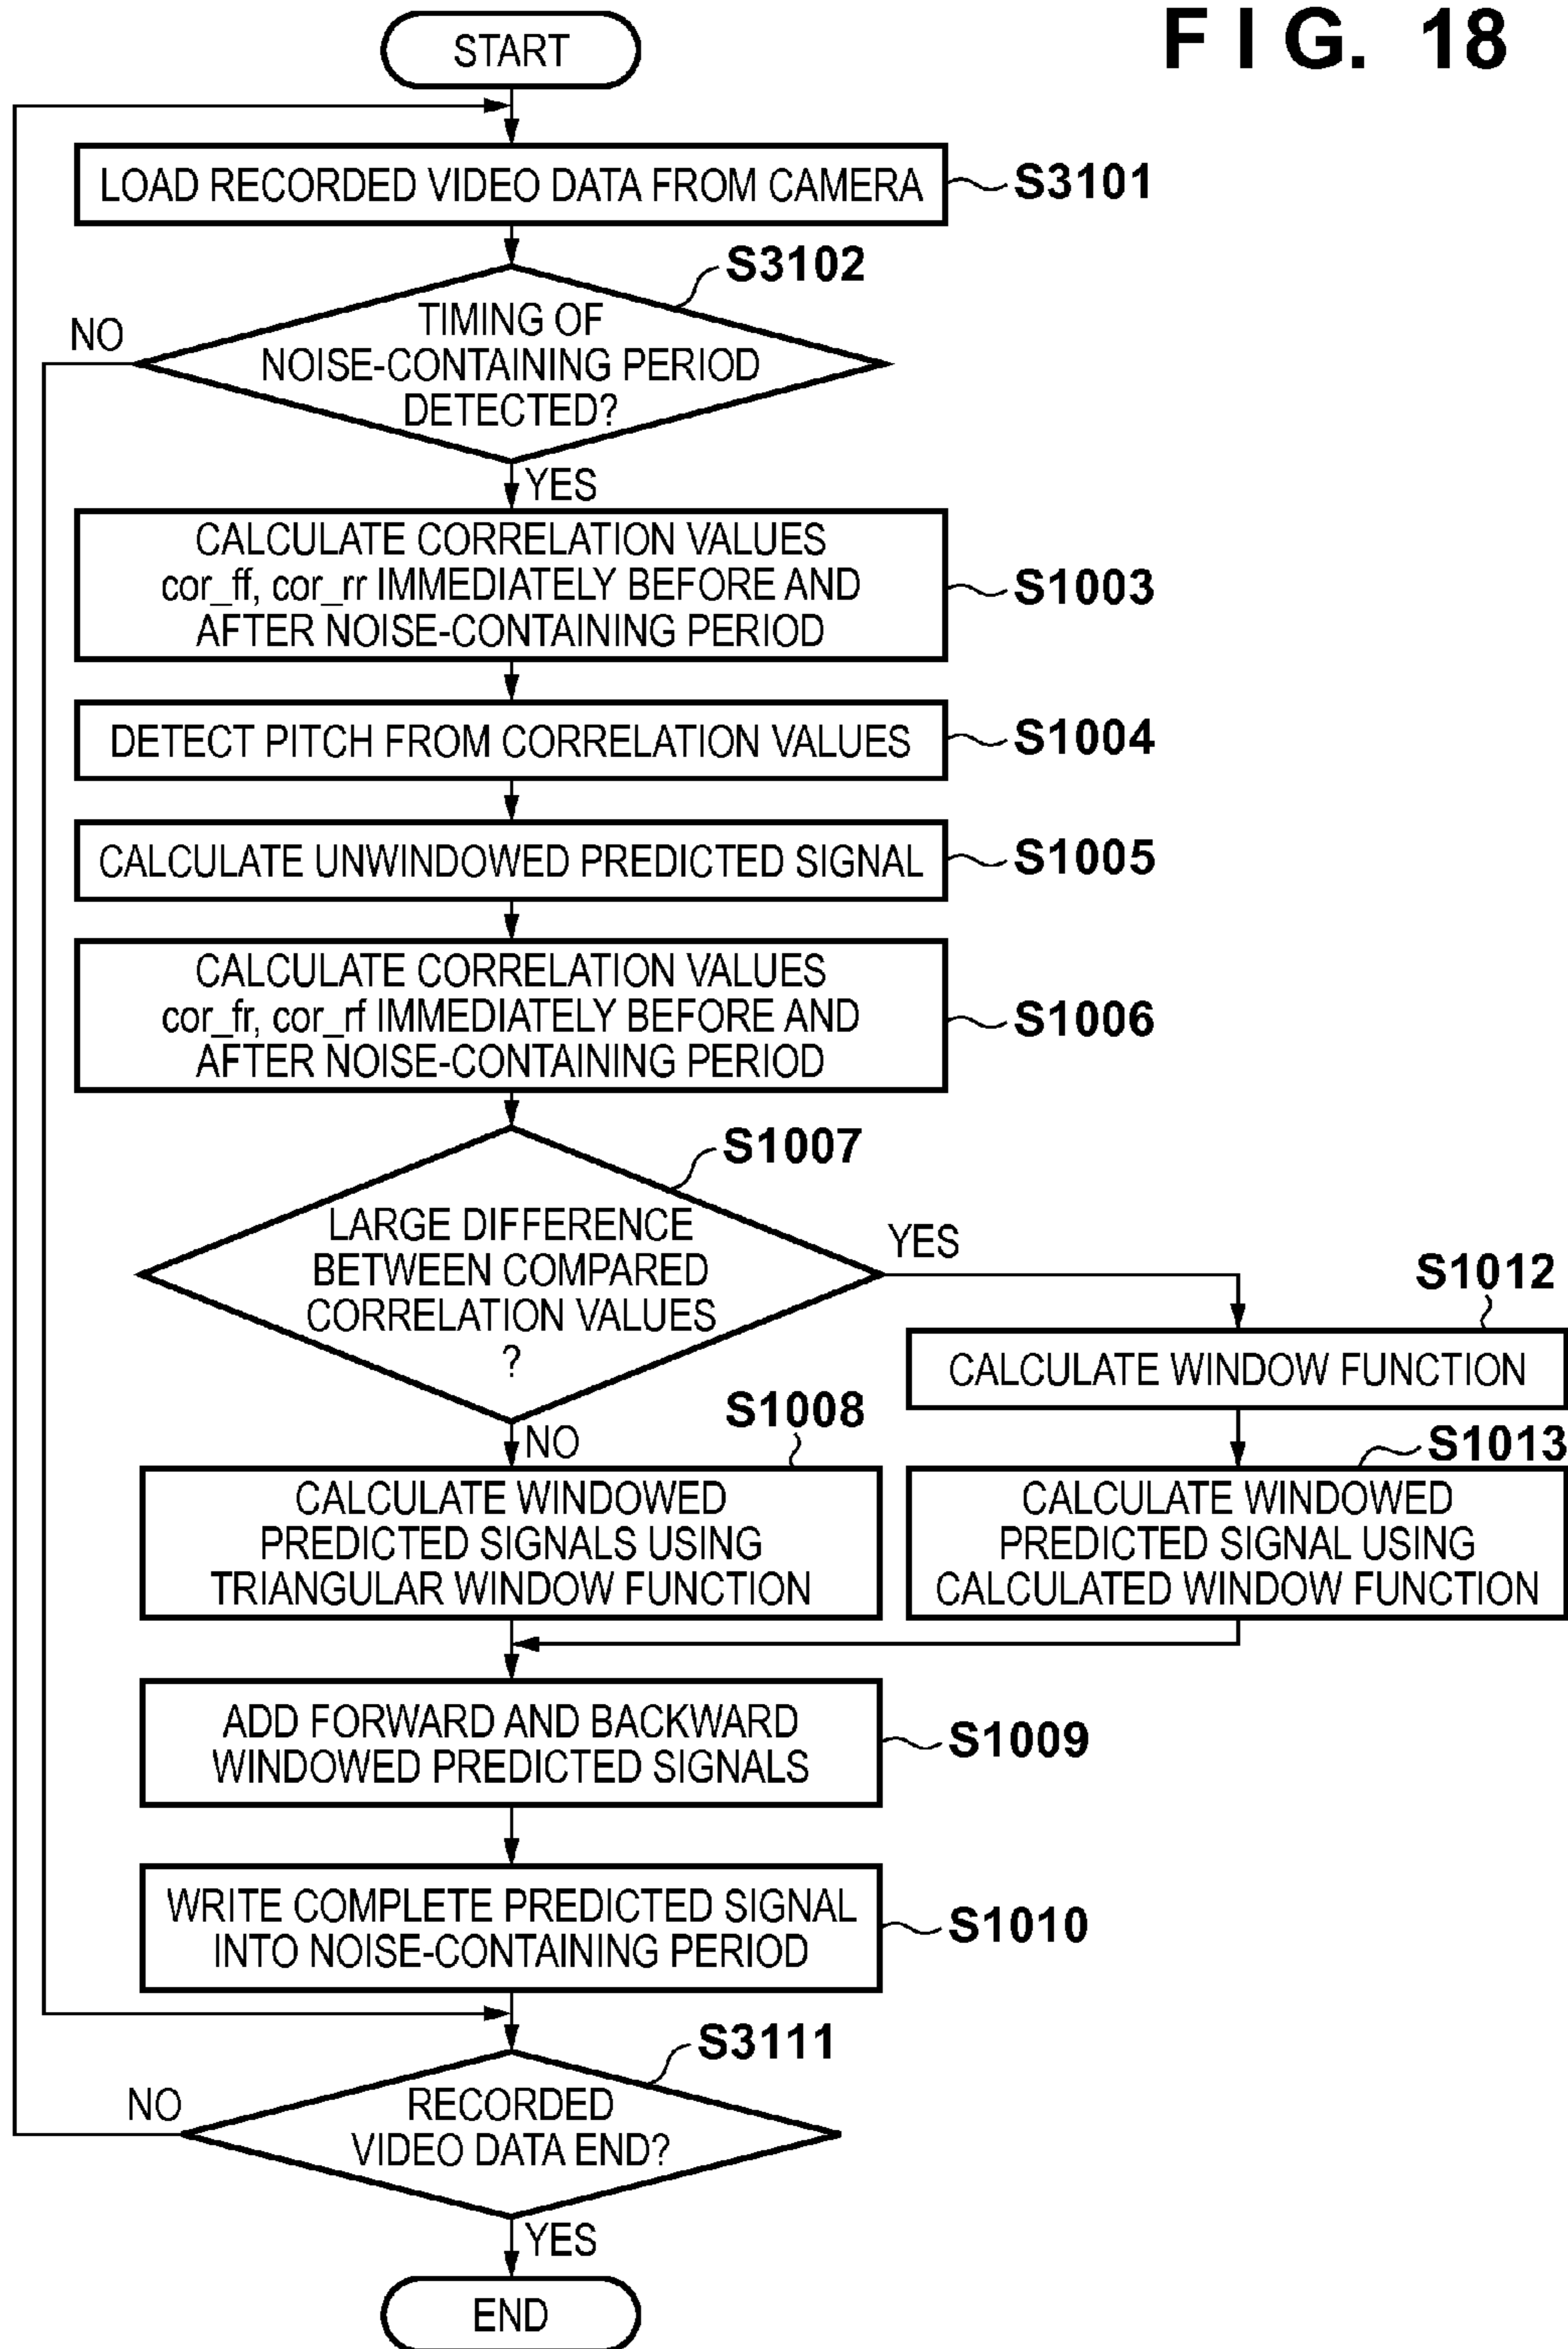 F I G. 18
START
LOAD RECORDED VIDEO DATA FROM CAMERA
S3101
S3102
TIMING OF
NOISE-CONTAINING PERIOD
DETECTED?
NO
YES
CALCULATE CORRELATION VALUES
cor_ff, cor_rr IMMEDIATELY BEFORE AND
AFTER NOISE-CONTAINING PERIOD
S1003
DETECT PITCH FROM CORRELATION VALUES
S1004
CALCULATE UNWINDOWED PREDICTED SIGNAL
S1005
CALCULATE CORRELATION VALUES
cor_fr, cor_rf IMMEDIATELY BEFORE AND
AFTER NOISE-CONTAINING PERIOD
S1006
S1007
LARGE DIFFERENCE
BETWEEN COMPARED
CORRELATION VALUES
?
YES
S1012
CALCULATE WINDOW FUNCTION
NO
S1008
CALCULATE WINDOWED
PREDICTED SIGNALS USING
TRIANGULAR WINDOW FUNCTION
S1013
CALCULATE WINDOWED
PREDICTED SIGNAL USING
CALCULATED WINDOW FUNCTION
ADD FORWARD AND BACKWARD
WINDOWED PREDICTED SIGNALS
S1009
WRITE COMPLETE PREDICTED SIGNAL
INTO NOISE-CONTAINING PERIOD
S1010
S3111
RECORDED
VIDEO DATA END?
NO
YES
END